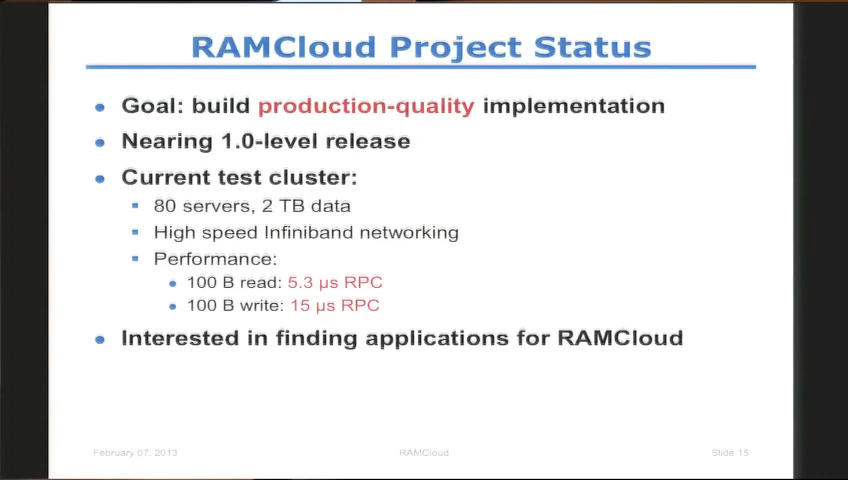 RAMCloud Project Status
Goal: build production-quality implementation
Nearing 1.0-level release
Current test cluster:
80 servers, 2 TB data
High speed Infiniband networking
Performance:
100 B read: 5.3 µs RPC
100 B write: 15 µs RPC
Interested in finding applications for RAMCloud
February 07, 2013 RAMCloud Slide 15